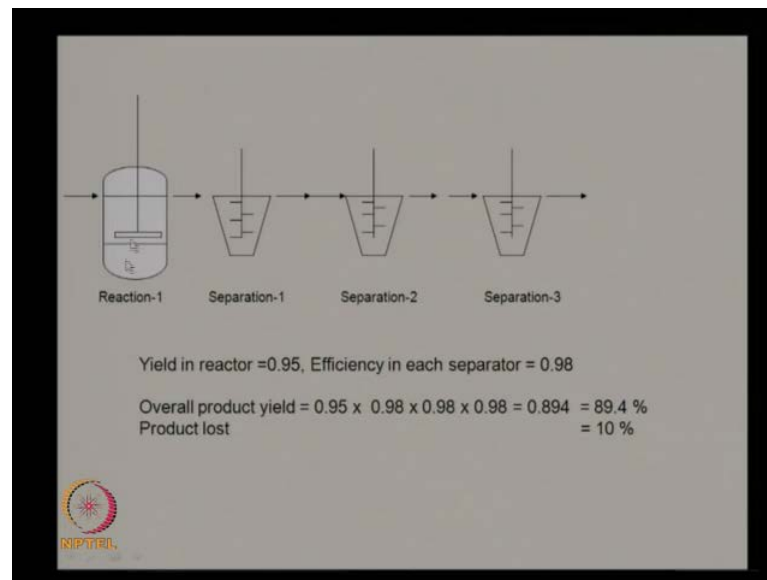 Reaction-1 Separation-1 Separation-2 Separation-3
Yield in reactor =0.95, Efficiency in each separator = 0.98
Overall product yield = 0.95 x 0.98 x 0.98 x 0.98 = 0.894 = 89.4 %
Product lost = 10 %
NPTEL